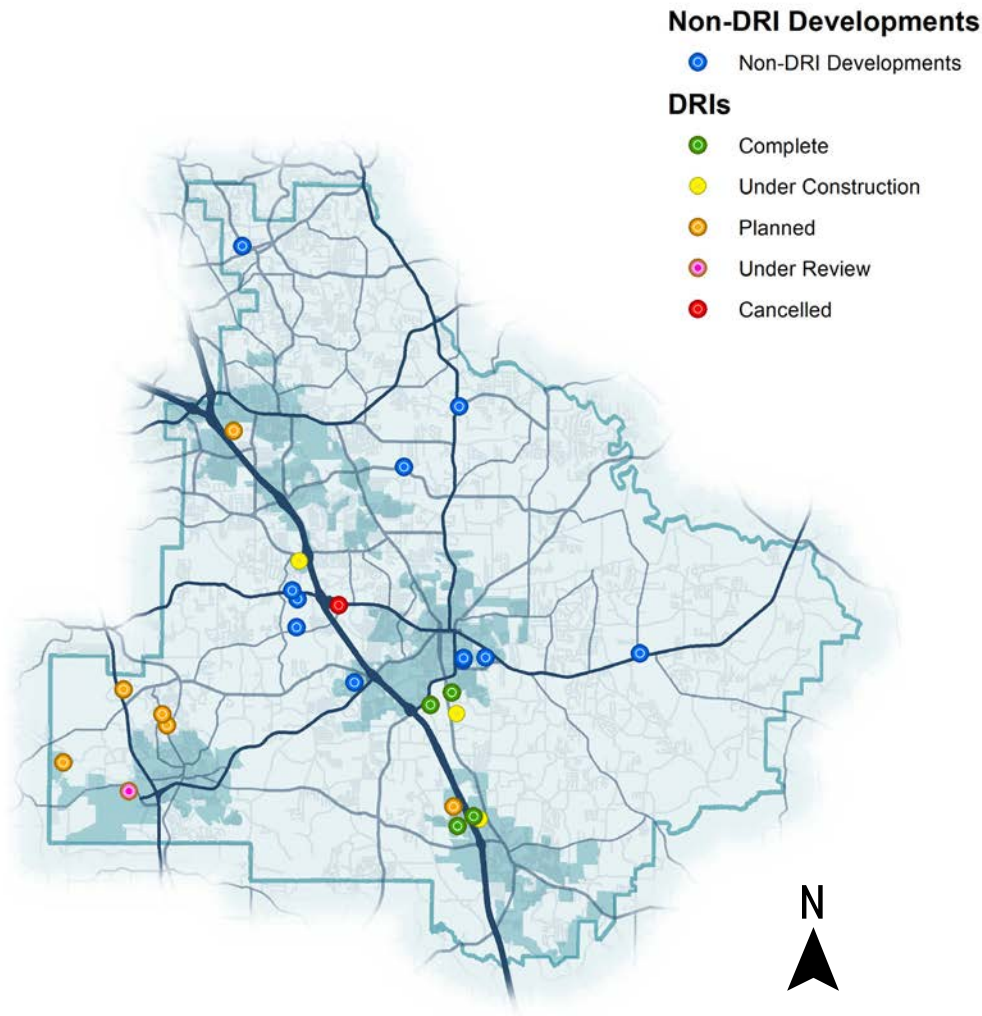 Non-DRI Developments
Non-DRI Developments
DRIs
Complete
Under Construction
Planned
Under Review
Cancelled
N